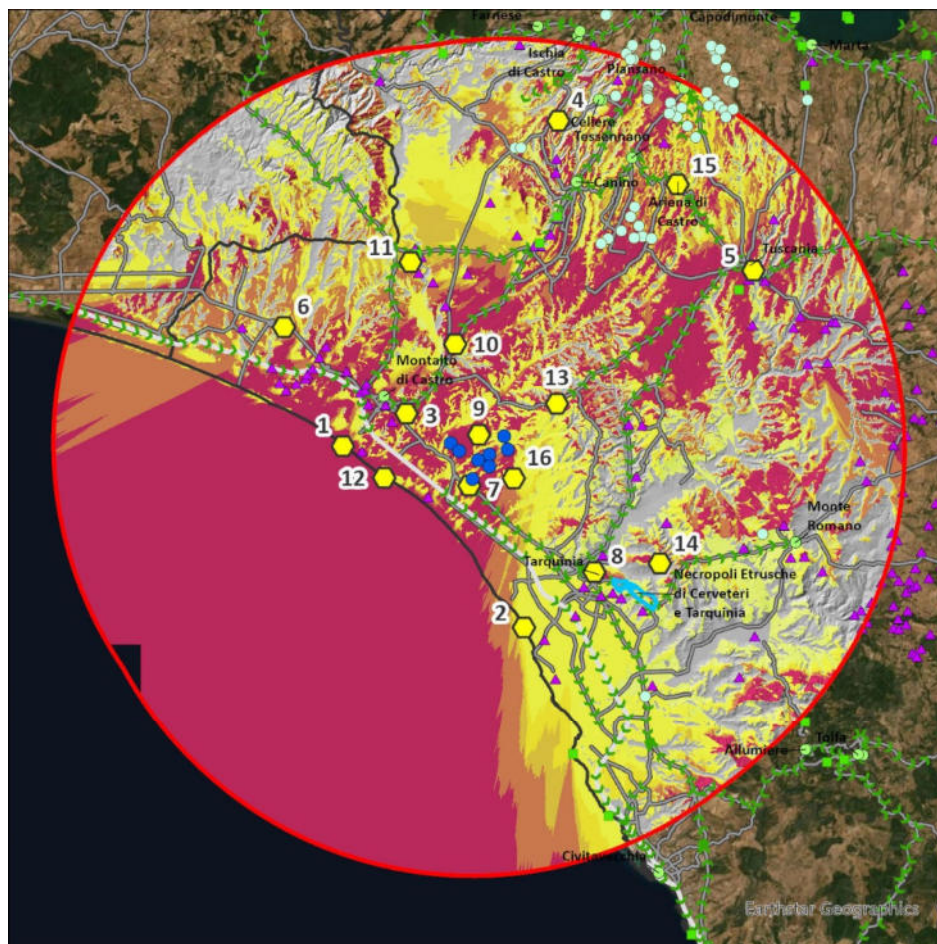 Farnese
Capodimonte
Ischia
di Castro
Marta
Piansano
4
Cellere
Tessennano
15
Canino
Arlena di
Castro
11
5
Tuscania
6
10
Montalto
di Castro
13
3
9
1
16
12
7
Monte
Romano
14
Tarquinia
8
Necropoli Etrusche
di Cerveteri
e Tarquinia
2
Tolfa
Allumiere
Civitavecchia
Earthstar Geographics